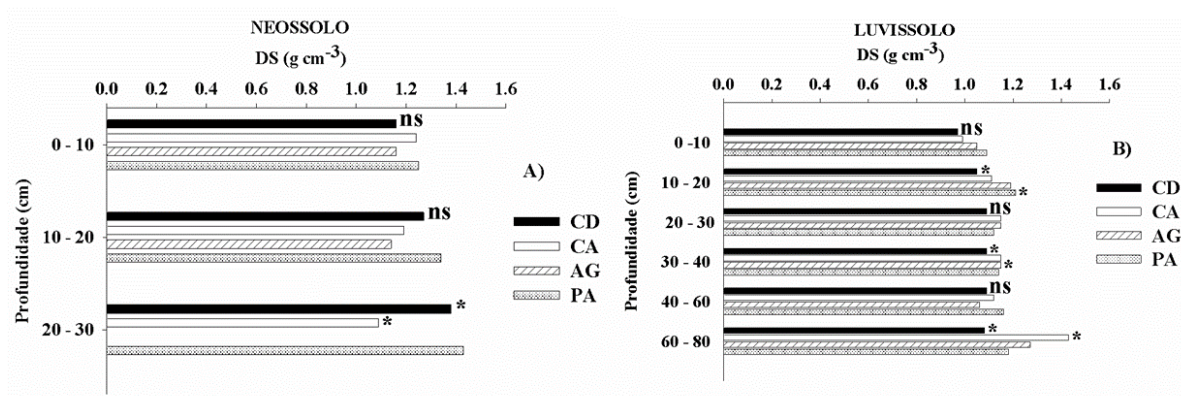 NEOSSOLO
DS (g cm-3)
0.0 0.2 0.4 0.6 0.8 1.0 1.2 1.4 1.6
Profundidade (cm)
0 - 10
ns
10 - 20
ns
20 - 30
*
*
A)
CD
CA
AG
PA
LUVISSOLO
DS (g cm-3)
0.0 0.2 0.4 0.6 0.8 1.0 1.2 1.4 1.6
Profundidade (cm)
0 -10
ns
10 - 20
*
*
20 - 30
ns
30 - 40
*
*
40 - 60
ns
60 - 80
*
*
B)
CD
CA
AG
PA